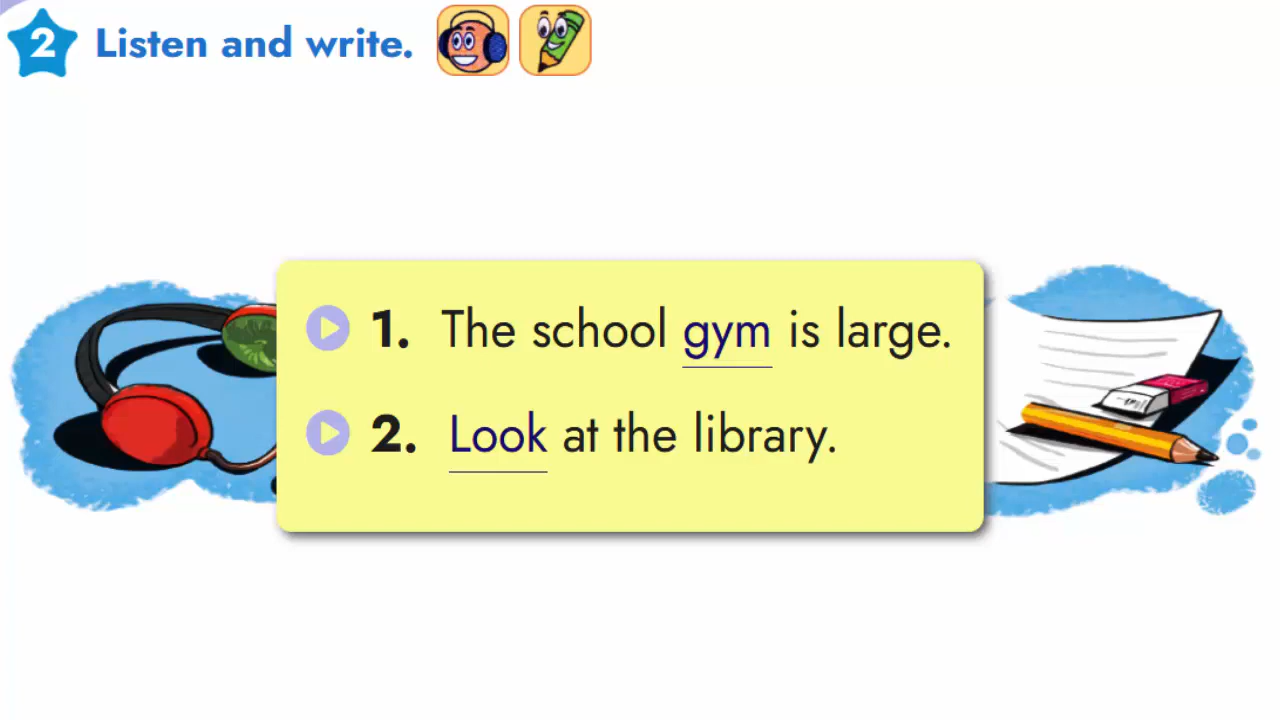 2 Listen and write.
1. The school gym is large.
2. Look at the library.